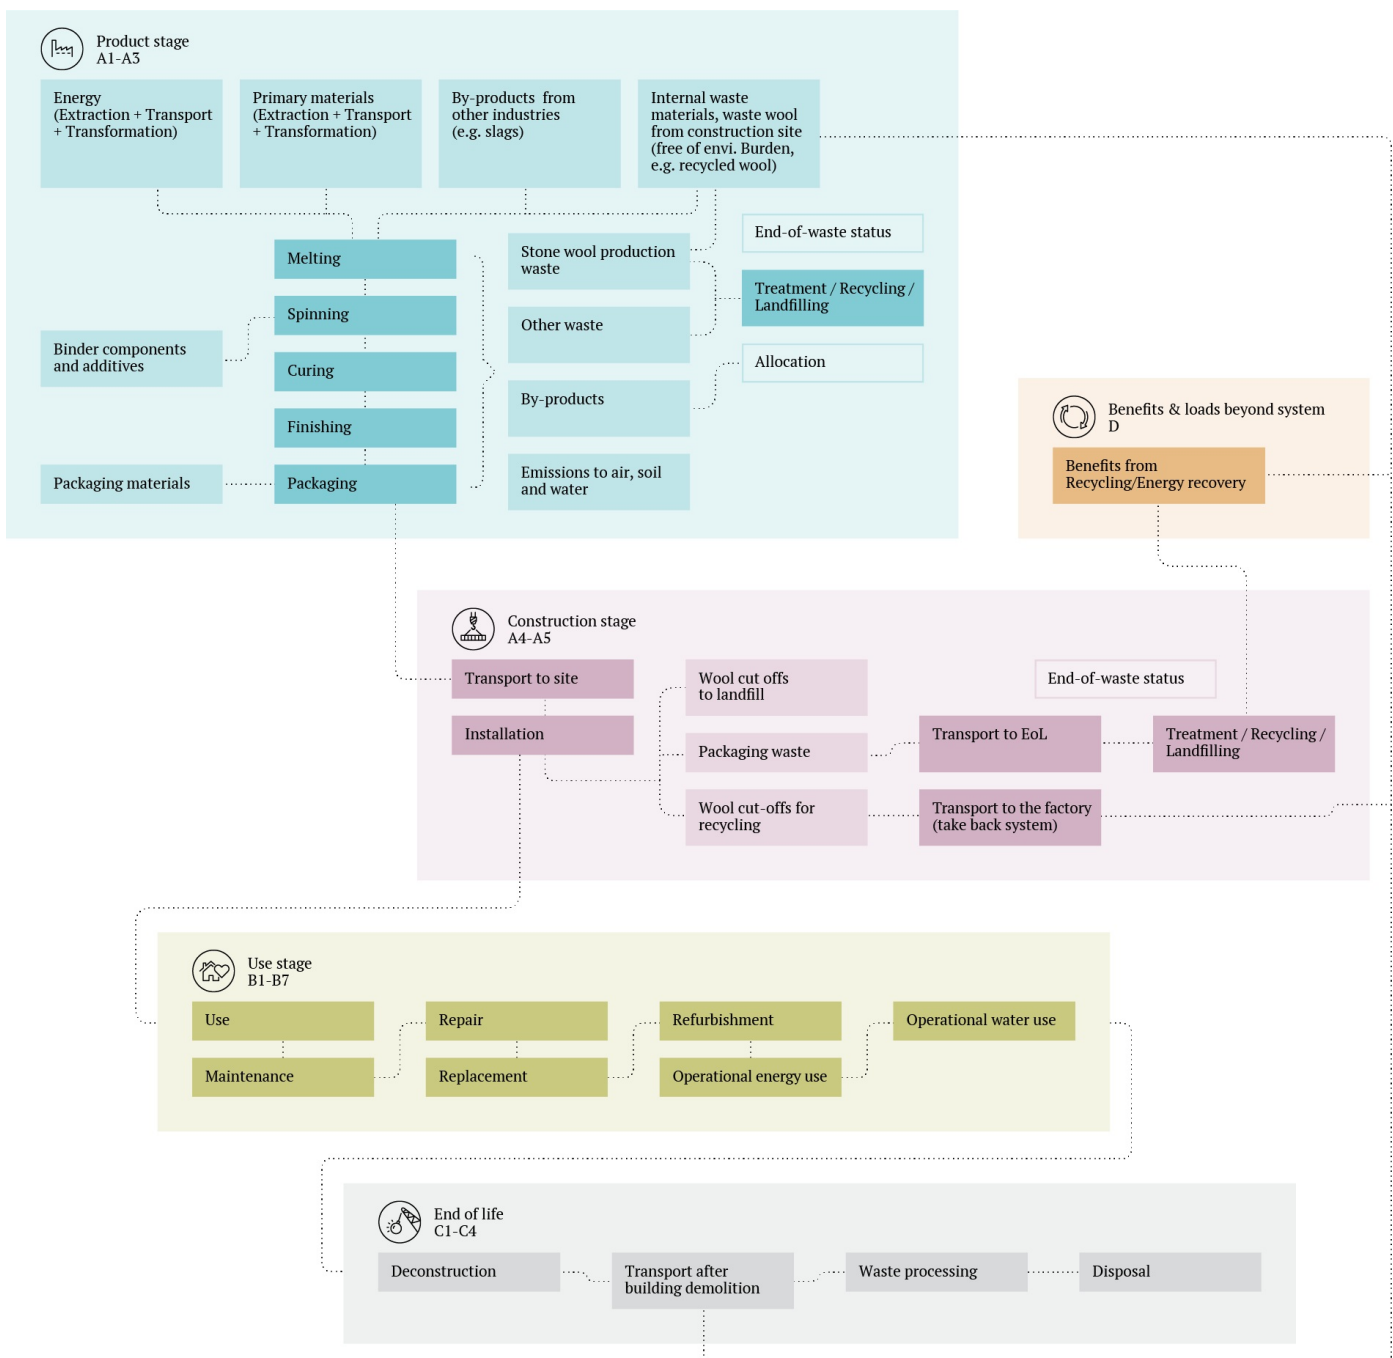 Product stage
A1-A3
Energy
(Extraction + Transport
+ Transformation)
Primary materials
(Extraction + Transport
+ Transformation)
By-products from
other industries
(e.g. slags)
Internal waste
materials, waste wool
from construction site
(free of envi. Burden,
e.g. recycled wool)
Melting
Spinning
Curing
Finishing
Packaging
Binder components
and additives
Packaging materials
Stone wool production
waste
Other waste
By-products
Emissions to air, soil
and water
End-of-waste status
Treatment / Recycling /
Landfilling
Allocation
Benefits & loads beyond system
D
Benefits from
Recycling/Energy recovery
Construction stage
A4-A5
Transport to site
Installation
Wool cut offs
to landfill
Packaging waste
Wool cut-offs for
recycling
End-of-waste status
Transport to EoL
Treatment / Recycling /
Landfilling
Transport to the factory
(take back system)
Use stage
B1-B7
Use
Maintenance
Repair
Replacement
Refurbishment
Operational energy use
Operational water use
End of life
C1-C4
Deconstruction
Transport after
building demolition
Waste processing
Disposal